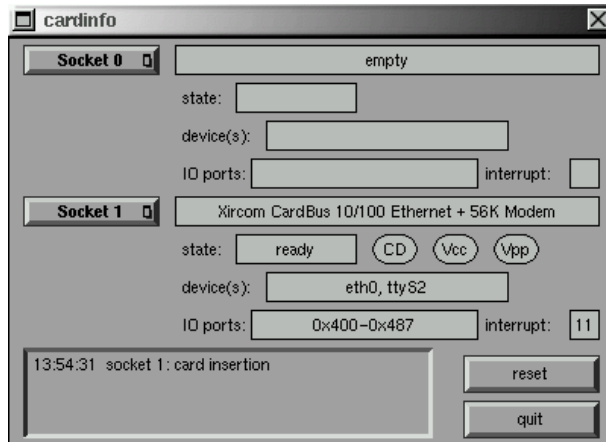 cardinfo
Socket 0 empty
state:
device(s):
IO ports: interrupt:
Socket 1 Xircom CardBus 10/100 Ethernet + 56K Modem
state: ready CD Vcc Vpp
device(s): eth0, ttyS2
IO ports: 0x400-0x487 interrupt: 11
13:54:31 socket 1: card insertion
reset
quit